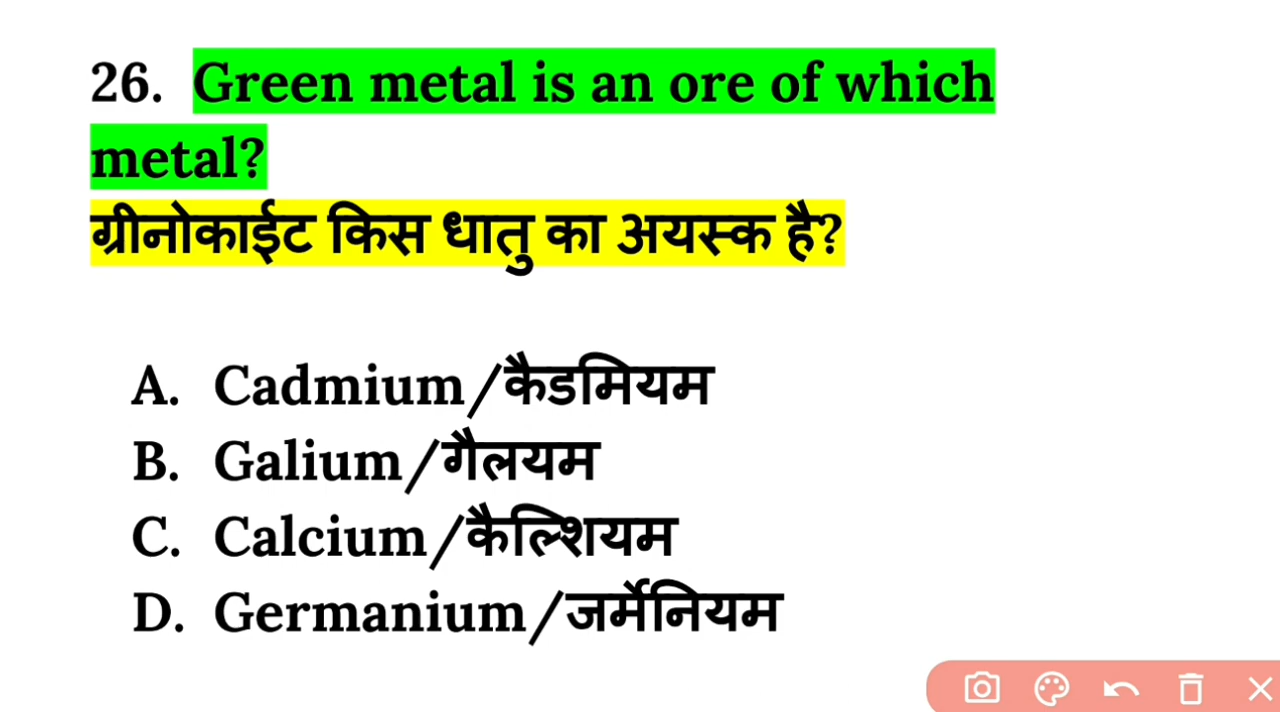 26. Green metal is an ore of which
metal?
ग्रीनोकाईट किस धातु का अयस्क है?
A. Cadmium/कैडमियम
B. Galium/गैलयम
C. Calcium/कैल्शियम
D. Germanium/जर्मेनियम